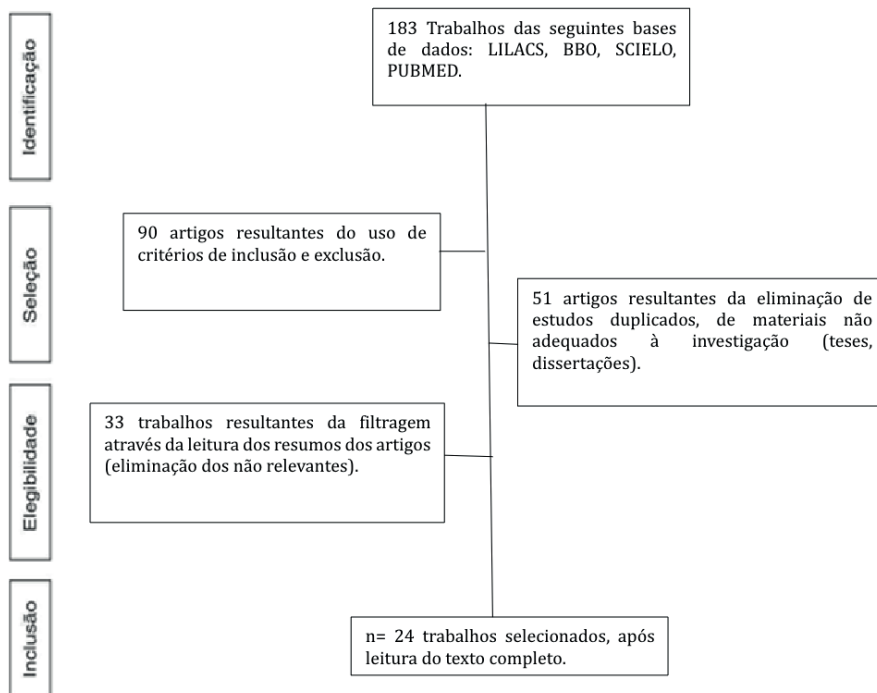 Identificação
183 Trabalhos das seguintes bases
de dados: LILACS, BBO, SCIELO,
PUBMED.
Seleção
90 artigos resultantes do uso de
critérios de inclusão e exclusão.
51 artigos resultantes da eliminação de
estudos duplicados, de materiais não
adequados à investigação (teses,
dissertações).
Elegibilidade
33 trabalhos resultantes da filtragem
através da leitura dos resumos dos artigos
(eliminação dos não relevantes).
Inclusão
n= 24 trabalhos selecionados, após
leitura do texto completo.